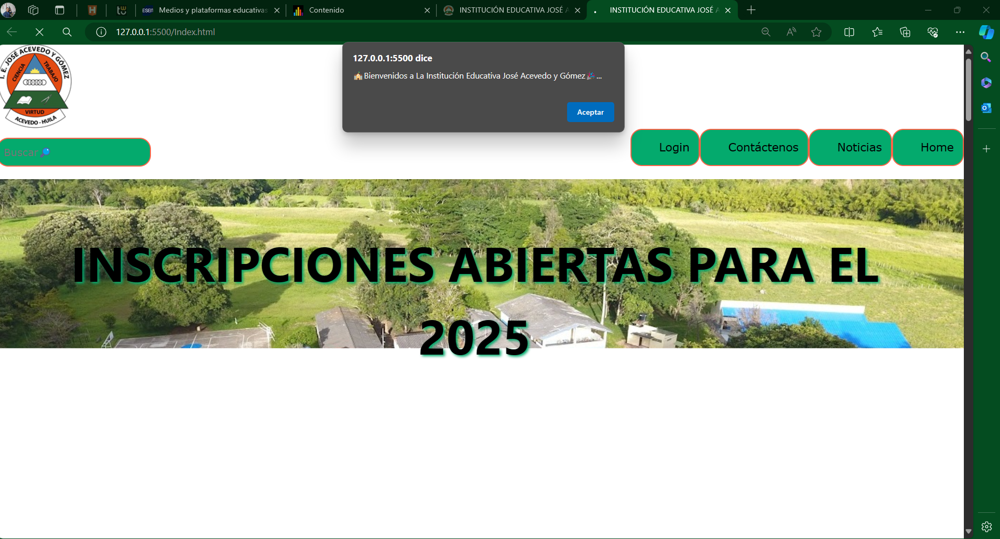 Medios y plataformas educativas
Contenido
INSTITUCIÓN EDUCATIVA JOSÉ A
INSTITUCIÓN EDUCATIVA JOSÉ A
127.0.0.1:5500/Index.html
127.0.0.1:5500 dice
🏫Bienvenidos a La Institución Educativa José Acevedo y Gómez🎉...
Aceptar
I. E. JOSÉ ACEVEDO Y GÓMEZ
CIENCIA
TRABAJO
VIRTUD
ACEVEDO - HUILA
Buscar🔎
Login
Contáctenos
Noticias
Home
INSCRIPCIONES ABIERTAS PARA EL
2025